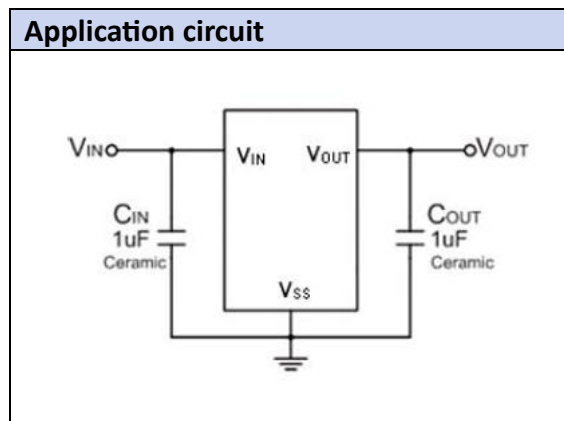 Application circuit
VIN
VIN
VOUT
VOUT
CIN
1uF
Ceramic
COUT
1uF
Ceramic
VSS